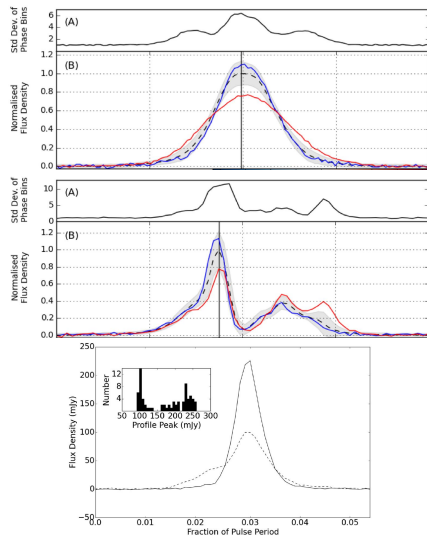 Std Dev. of
Phase Bins
6
4
2
(A)
Normalised
Flux Density
1.2
1.0
0.8
0.6
0.4
0.2
0.0
(B)
Std Dev. of
Phase Bins
10
5
0
(A)
Normalised
Flux Density
1.2
1.0
0.8
0.6
0.4
0.2
0.0
(B)
Flux Density (mJy)
250
200
150
100
50
0
−50
Number
12
8
4
50 100 150 200 250 300
Profile Peak (mJy)
0.0 0.01 0.02 0.03 0.04 0.05
Fraction of Pulse Period